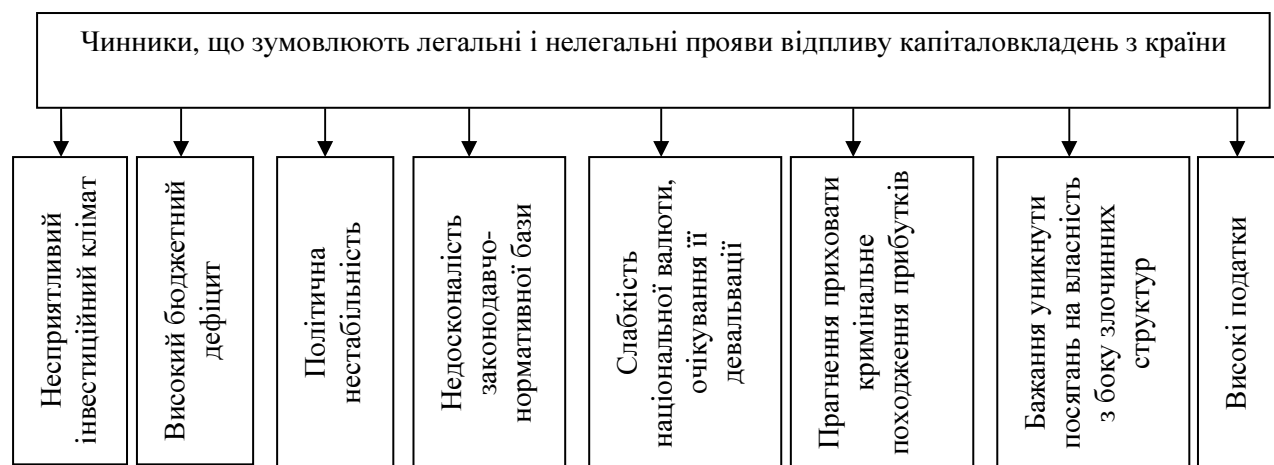 Чинники, що зумовлюють легальні і нелегальні прояви відпливу капіталовкладень з країни
Несприятливий
інвестиційний клімат
Високий бюджетний
дефіцит
Політична
нестабільність
Недосконалість
законодавчо-
нормативної бази
Слабкість
національної валюти,
очікування її
девальвації
Прагнення приховати
кримінальне
походження прибутків
Бажання уникнути
посягань на власність
з боку злочинних
структур
Високі податки